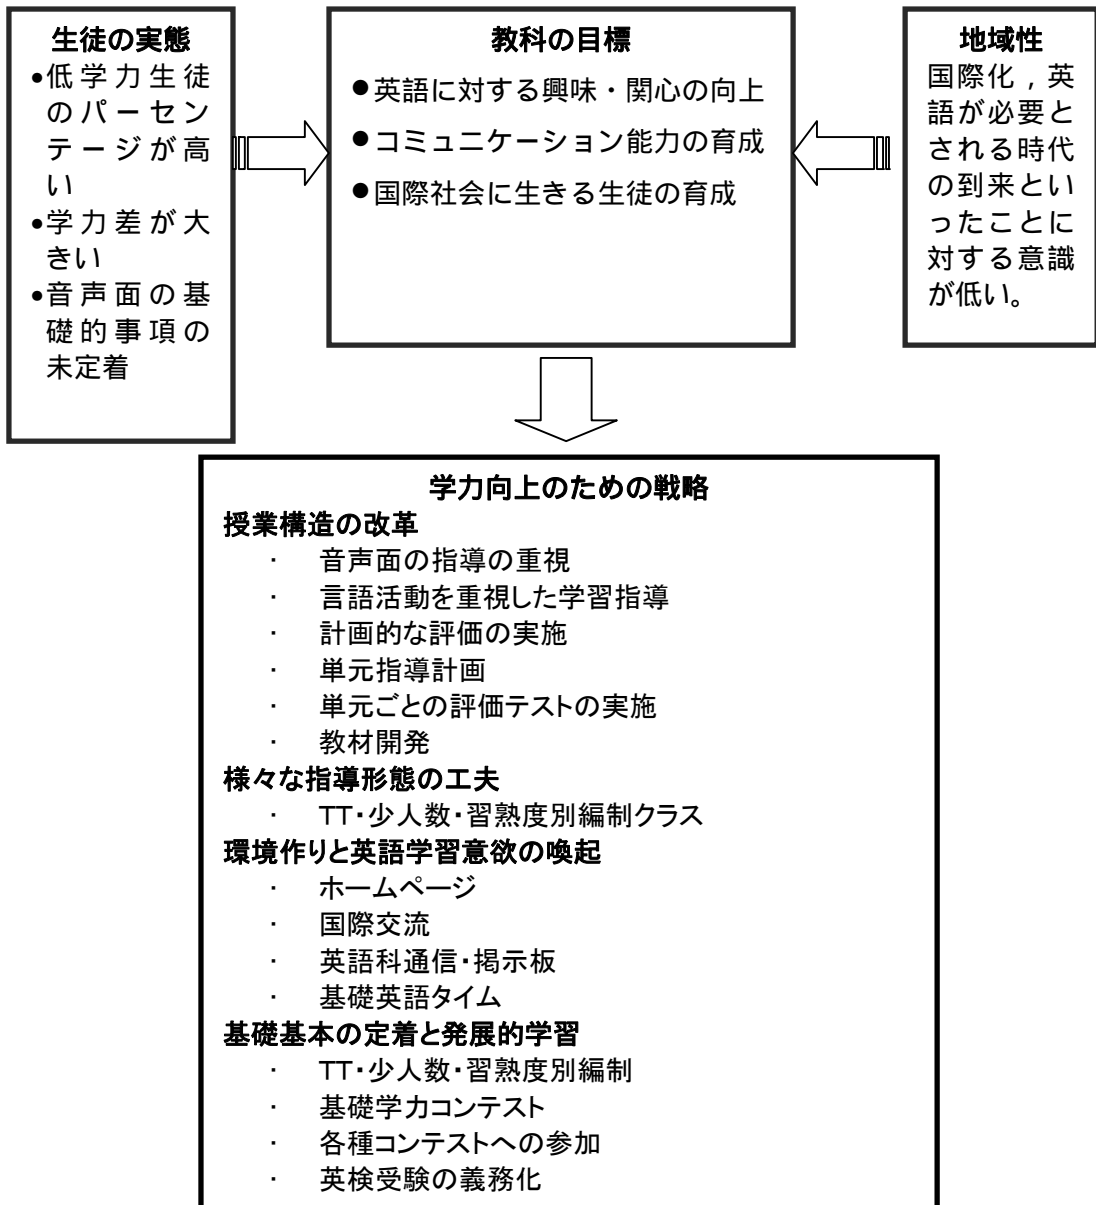 生徒の実態
•低学力生徒
のパーセン
テージが高
い
•学力差が大
きい
•音声面の基
礎的事項の
未定着
教科の目標
●英語に対する興味・関心の向上
●コミュニケーション能力の育成
●国際社会に生きる生徒の育成
地域性
国際化，英
語が必要と
される時代
の到来とい
ったことに
対する意識
が低い。
学力向上のための戦略
授業構造の改革
・ 音声面の指導の重視
・ 言語活動を重視した学習指導
・ 計画的な評価の実施
・ 単元指導計画
・ 単元ごとの評価テストの実施
・ 教材開発
様々な指導形態の工夫
・ TT・少人数・習熟度別編制クラス
環境作りと英語学習意欲の喚起
・ ホームページ
・ 国際交流
・ 英語科通信・掲示板
・ 基礎英語タイム
基礎基本の定着と発展的学習
・ TT・少人数・習熟度別編制
・ 基礎学力コンテスト
・ 各種コンテストへの参加
・ 英検受験の義務化